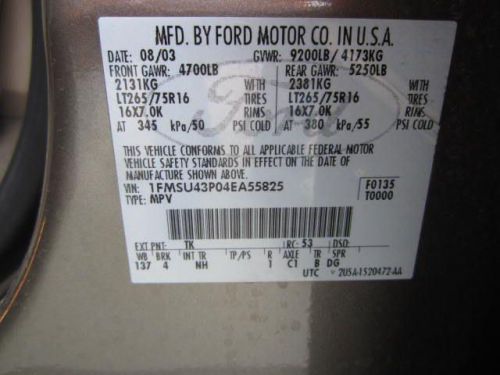 MFD. BY FORD MOTOR CO. IN U.S.A.
DATE: 08/03 GVWR: 9200LB/ 4173KG
FRONT GAWR: 4700LB REAR GAWR: 5250LB
2131KG 2381KG
LT265/75R16 TIRES LT265/75R16 TIRES
16X7.0K RIMS 16X7.0K RIMS
AT 345 kPa/50 PSI COLD AT 380 kPa/55 PSI COLD
THIS VEHICLE CONFORMS TO ALL APPLICABLE FEDERAL MOTOR
VEHICLE SAFETY STANDARDS IN EFFECT ON THE DATE OF
MANUFACTURE SHOWN ABOVE.
VIN: 1FMSU43P04EA55825 F0135
TYPE: MPV T0000
EXT PNT: TK RC: 53 DSO:
WB BRK INT TR TP/PS R AXLE TR SPR
137 4 NH 1 C1 B DG
UTC 2U5A-1520472-AA
Ford